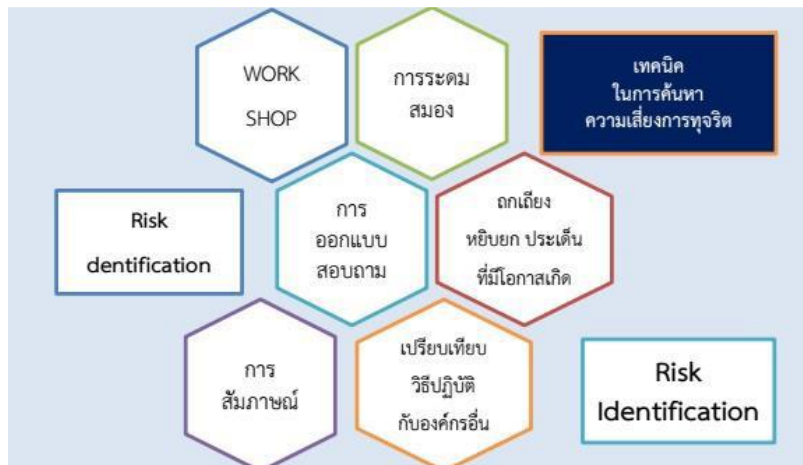 WORK
SHOP
การระดม
สมอง
เทคนิค
ในการค้นหา
ความเสี่ยงการทุจริต
Risk
dentification
การ
ออกแบบ
สอบถาม
ถกเถียง
หยิบยก ประเด็น
ที่มีโอกาสเกิด
การ
สัมภาษณ์
เปรียบเทียบ
วิธีปฏิบัติ
กับองค์กรอื่น
Risk
Identification